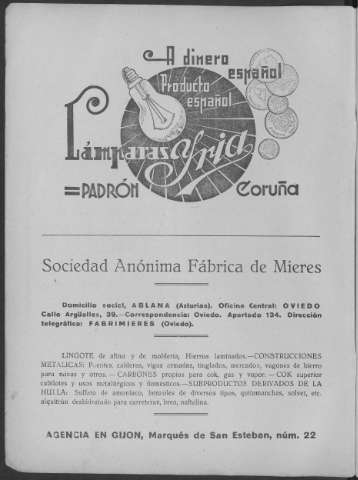 A dinero
español
Producto
español
Lámparas Afria
=PADRÓN Coruña
Sociedad Anónima Fábrica de Mieres
Domicilio social, ABLANA (Asturias). Oficina Central: OVIEDO
Calle Argüelles, 39.—Correspondencia: Oviedo. Apartado 134. Dirección
telegráfica: FABRIMIERES (Oviedo).
LINGOTE de afino y de moldería, Hierros laminados.—CONSTRUCCIONES
METALICAS: Puentes, calderas, vigas armadas, tinglados, mercados, vagones de hierro
para minas y otros.—CARBONES propios para cok, gas y vapor.—COK superior
cubilotes y usos metalúrgicos y domésticos.—SUBPRODUCTOS DERIVADOS DE LA
HULLA: Sulfato de amoniaco, benzoles de diversos tipos, quitamanchas, solvet, etc.
alquitrán deshidratado para carreteras, brea, naftalina.
AGENCIA EN GIJON, Marqués de San Esteban, núm. 22